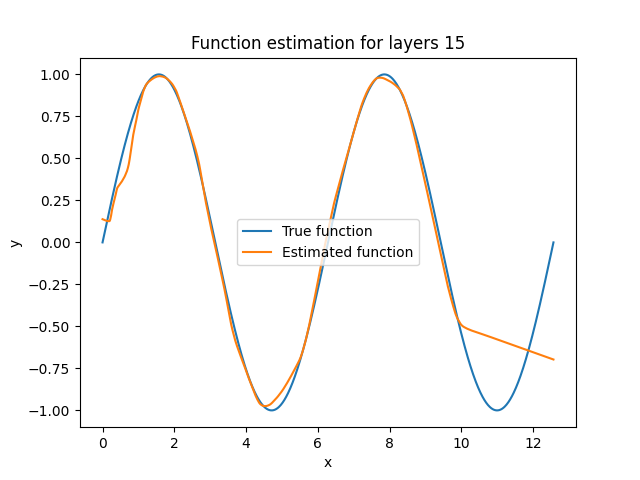 Function estimation for layers 15
1.00
0.75
0.50
0.25
0.00
−0.25
−0.50
−0.75
−1.00
y
True function
Estimated function
0 2 4 6 8 10 12
x